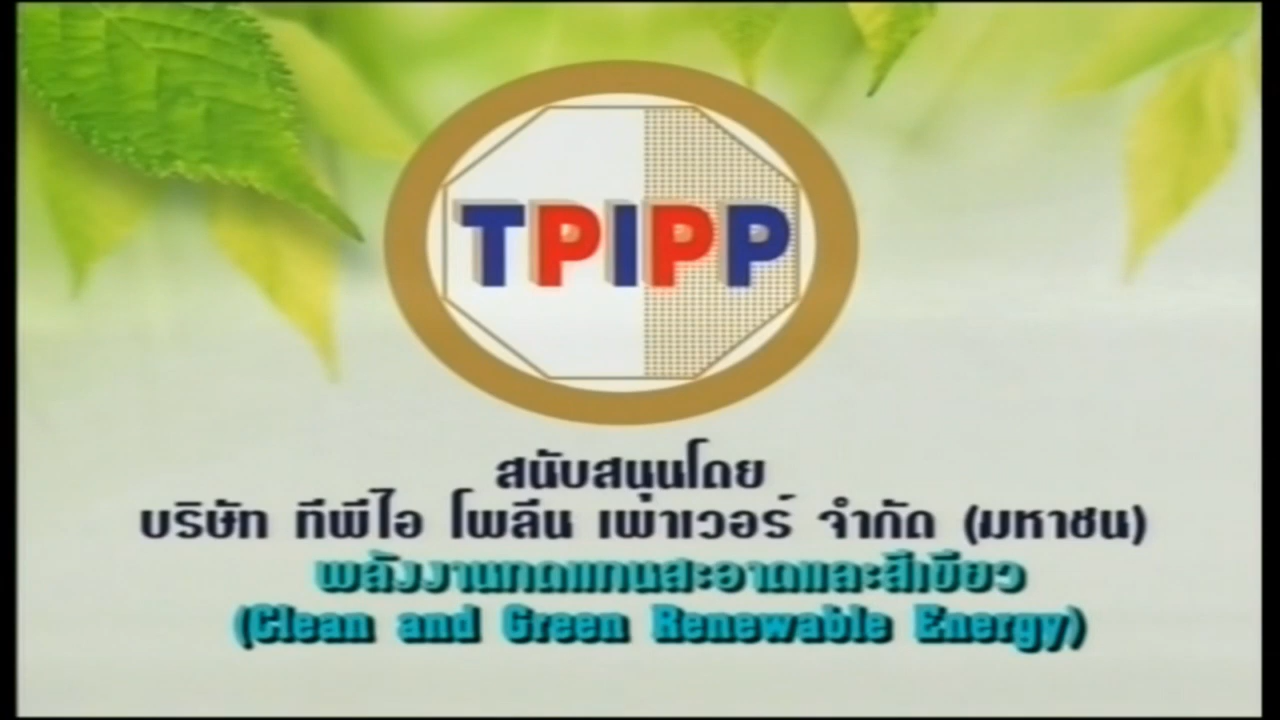 TPIPP
สนับสนุนโดย
บริษัท ทีพีไอ โพลีน เพาเวอร์ จำกัด (มหาชน)
พลังงานทดแทนสะอาดและสีเขียว
(Clean and Green Renewable Energy)